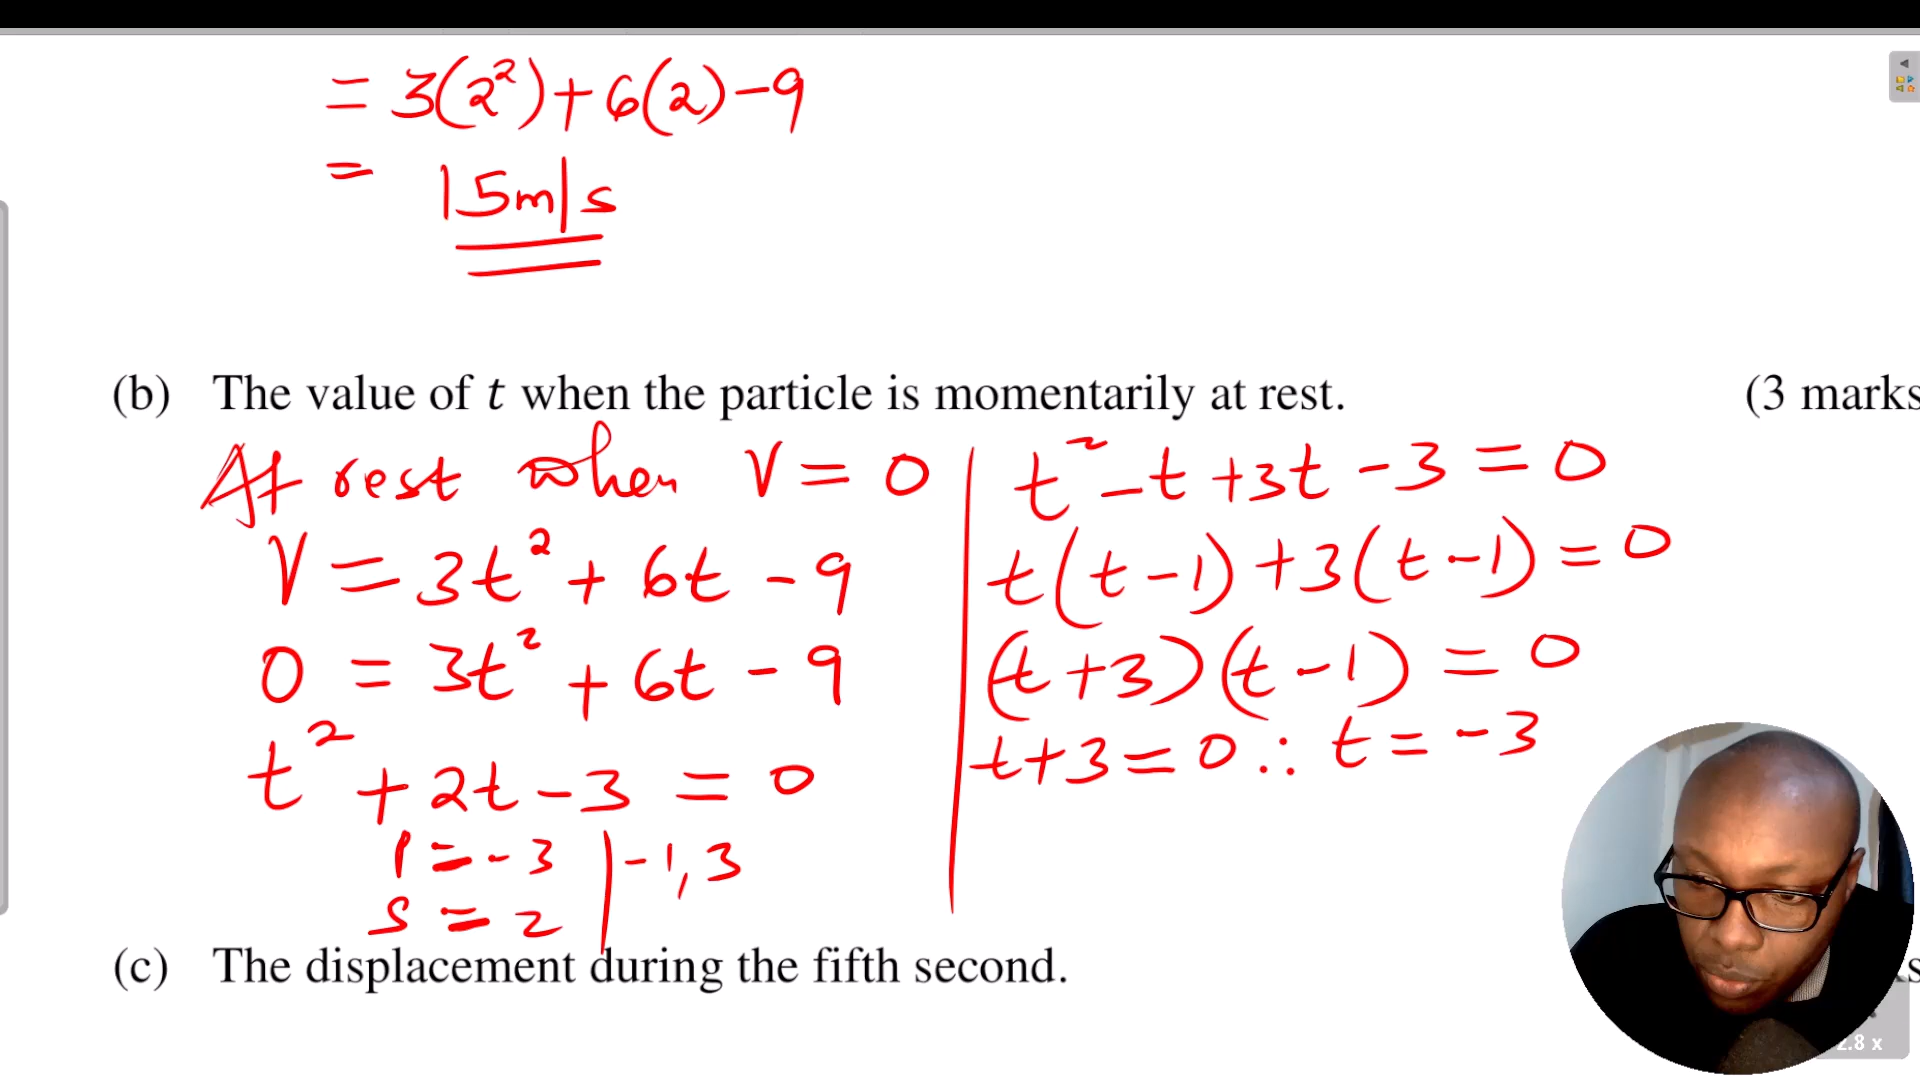 = 3(2²) + 6(2) - 9
= 15m/s
(b) The value of t when the particle is momentarily at rest. (3 marks
At rest when V = 0
V = 3t² + 6t - 9
0 = 3t² + 6t - 9
t² + 2t - 3 = 0
P = -3 | -1, 3
S = 2
t² - t + 3t - 3 = 0
t(t - 1) + 3(t - 1) = 0
(t + 3)(t - 1) = 0
t + 3 = 0 ∴ t = -3
(c) The displacement during the fifth second.
2.8 x